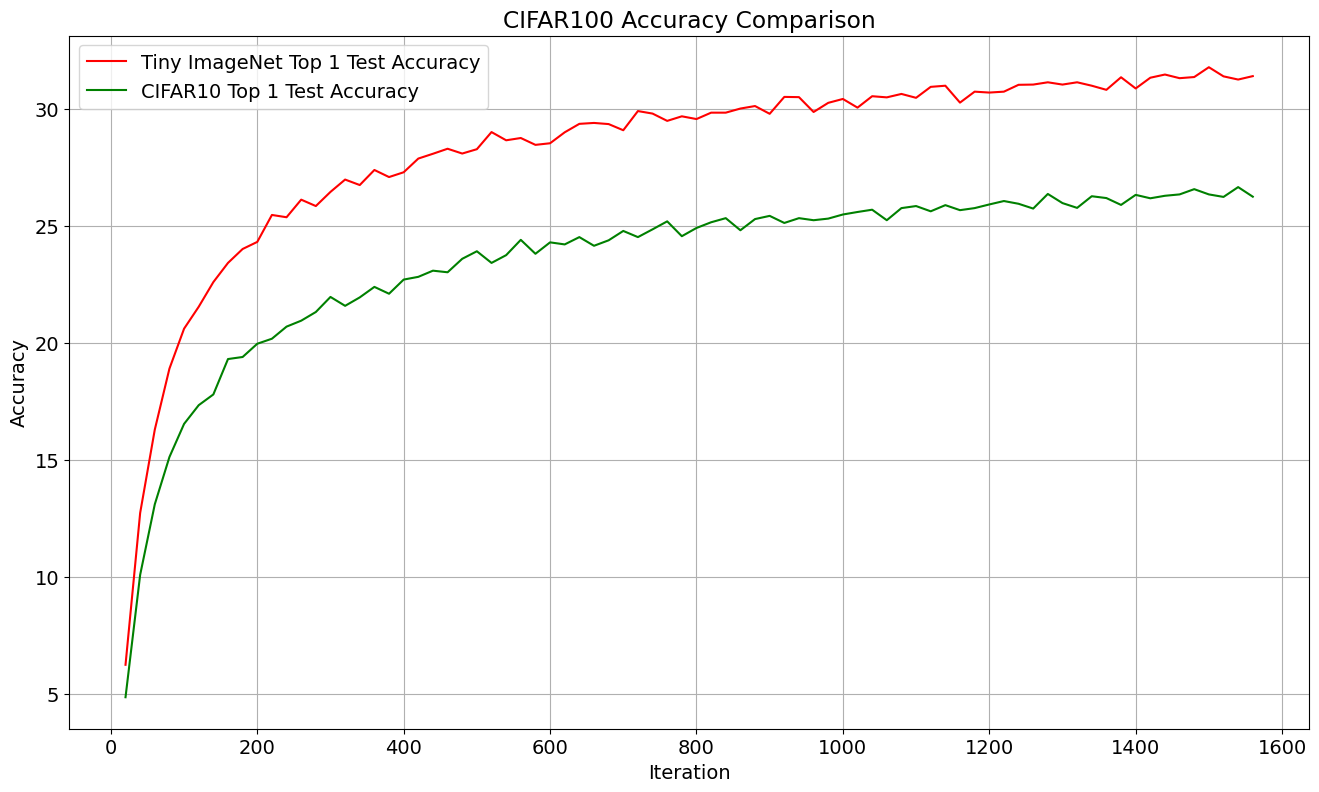 CIFAR100 Accuracy Comparison
Tiny ImageNet Top 1 Test Accuracy
CIFAR10 Top 1 Test Accuracy
Accuracy
30
25
20
15
10
5
0 200 400 600 800 1000 1200 1400 1600
Iteration